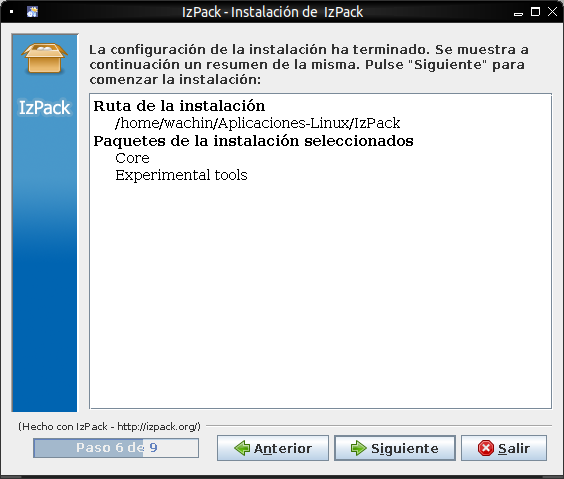 IzPack - Instalación de IzPack
La configuración de la instalación ha terminado. Se muestra a
continuación un resumen de la misma. Pulse "Siguiente" para
comenzar la instalación:
IzPack
Ruta de la instalación
/home/wachin/Aplicaciones-Linux/IzPack
Paquetes de la instalación seleccionados
Core
Experimental tools
(Hecho con IzPack - http://izpack.org/)
Paso 6 de 9
Anterior
Siguiente
Salir